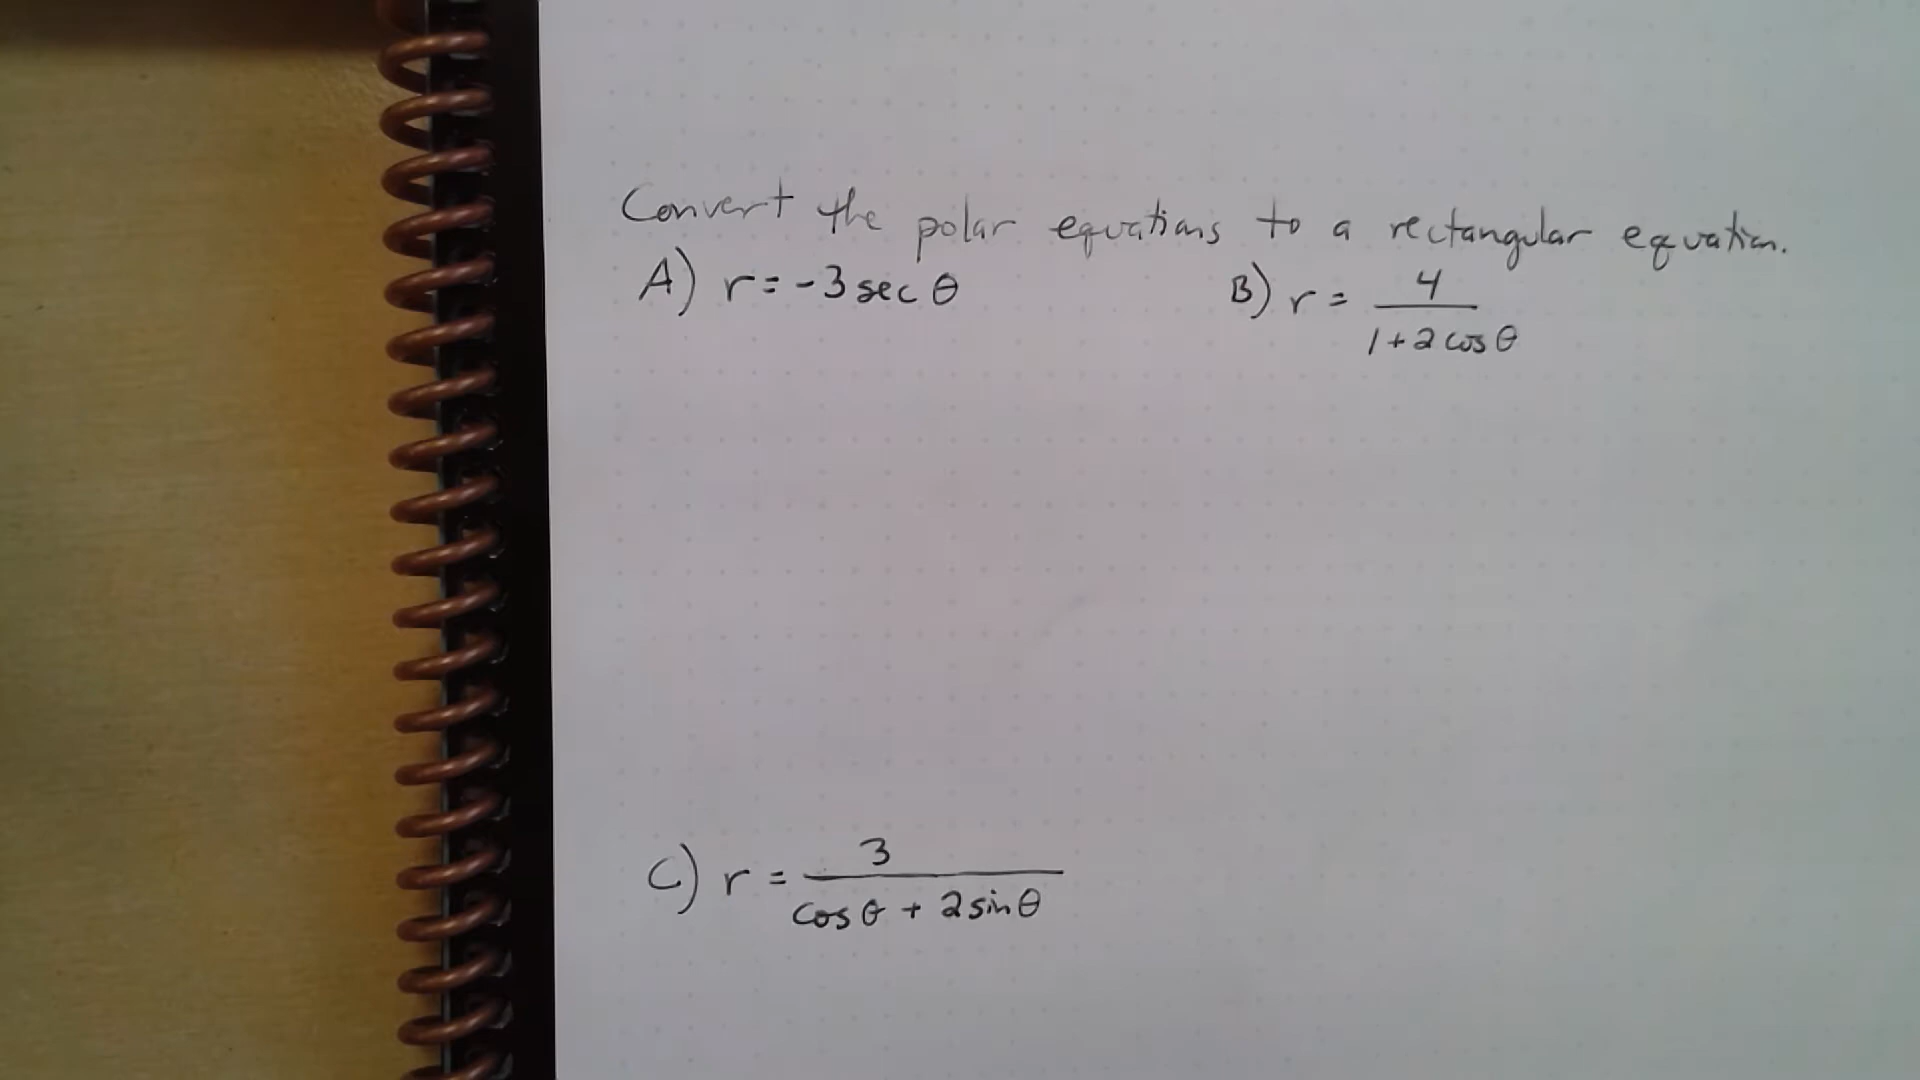 Convert the polar equations to a rectangular equation.
A) r = -3 sec θ
B) r = 4 / (1 + 2 cos θ)
C) r = 3 / (cos θ + 2 sin θ)